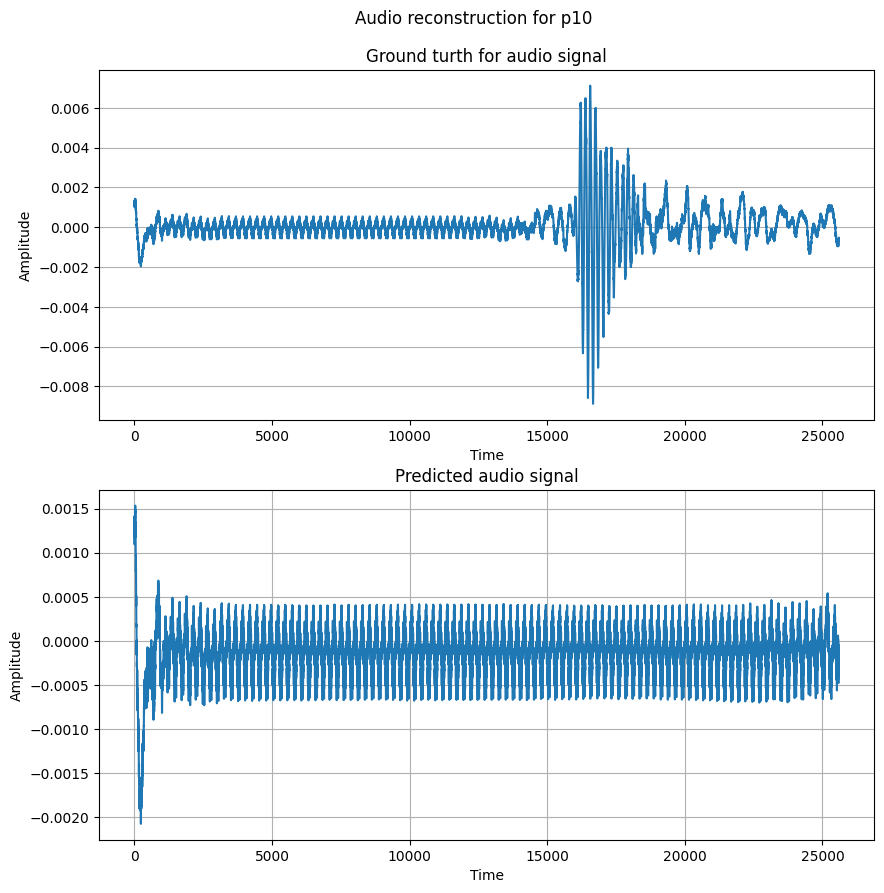 Audio reconstruction for p10
Ground turth for audio signal
0.006
0.004
0.002
0.000
−0.002
−0.004
−0.006
−0.008
Amplitude
0 5000 10000 15000 20000 25000
Time
Predicted audio signal
0.0015
0.0010
0.0005
0.0000
−0.0005
−0.0010
−0.0015
−0.0020
Amplitude
0 5000 10000 15000 20000 25000
Time